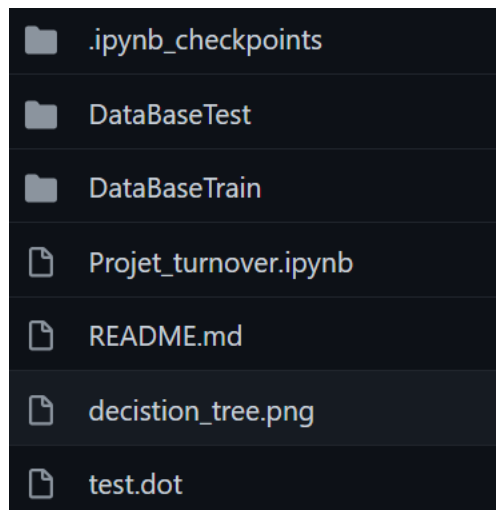 .ipynb_checkpoints
DataBaseTest
DataBaseTrain
Projet_turnover.ipynb
README.md
decistion_tree.png
test.dot